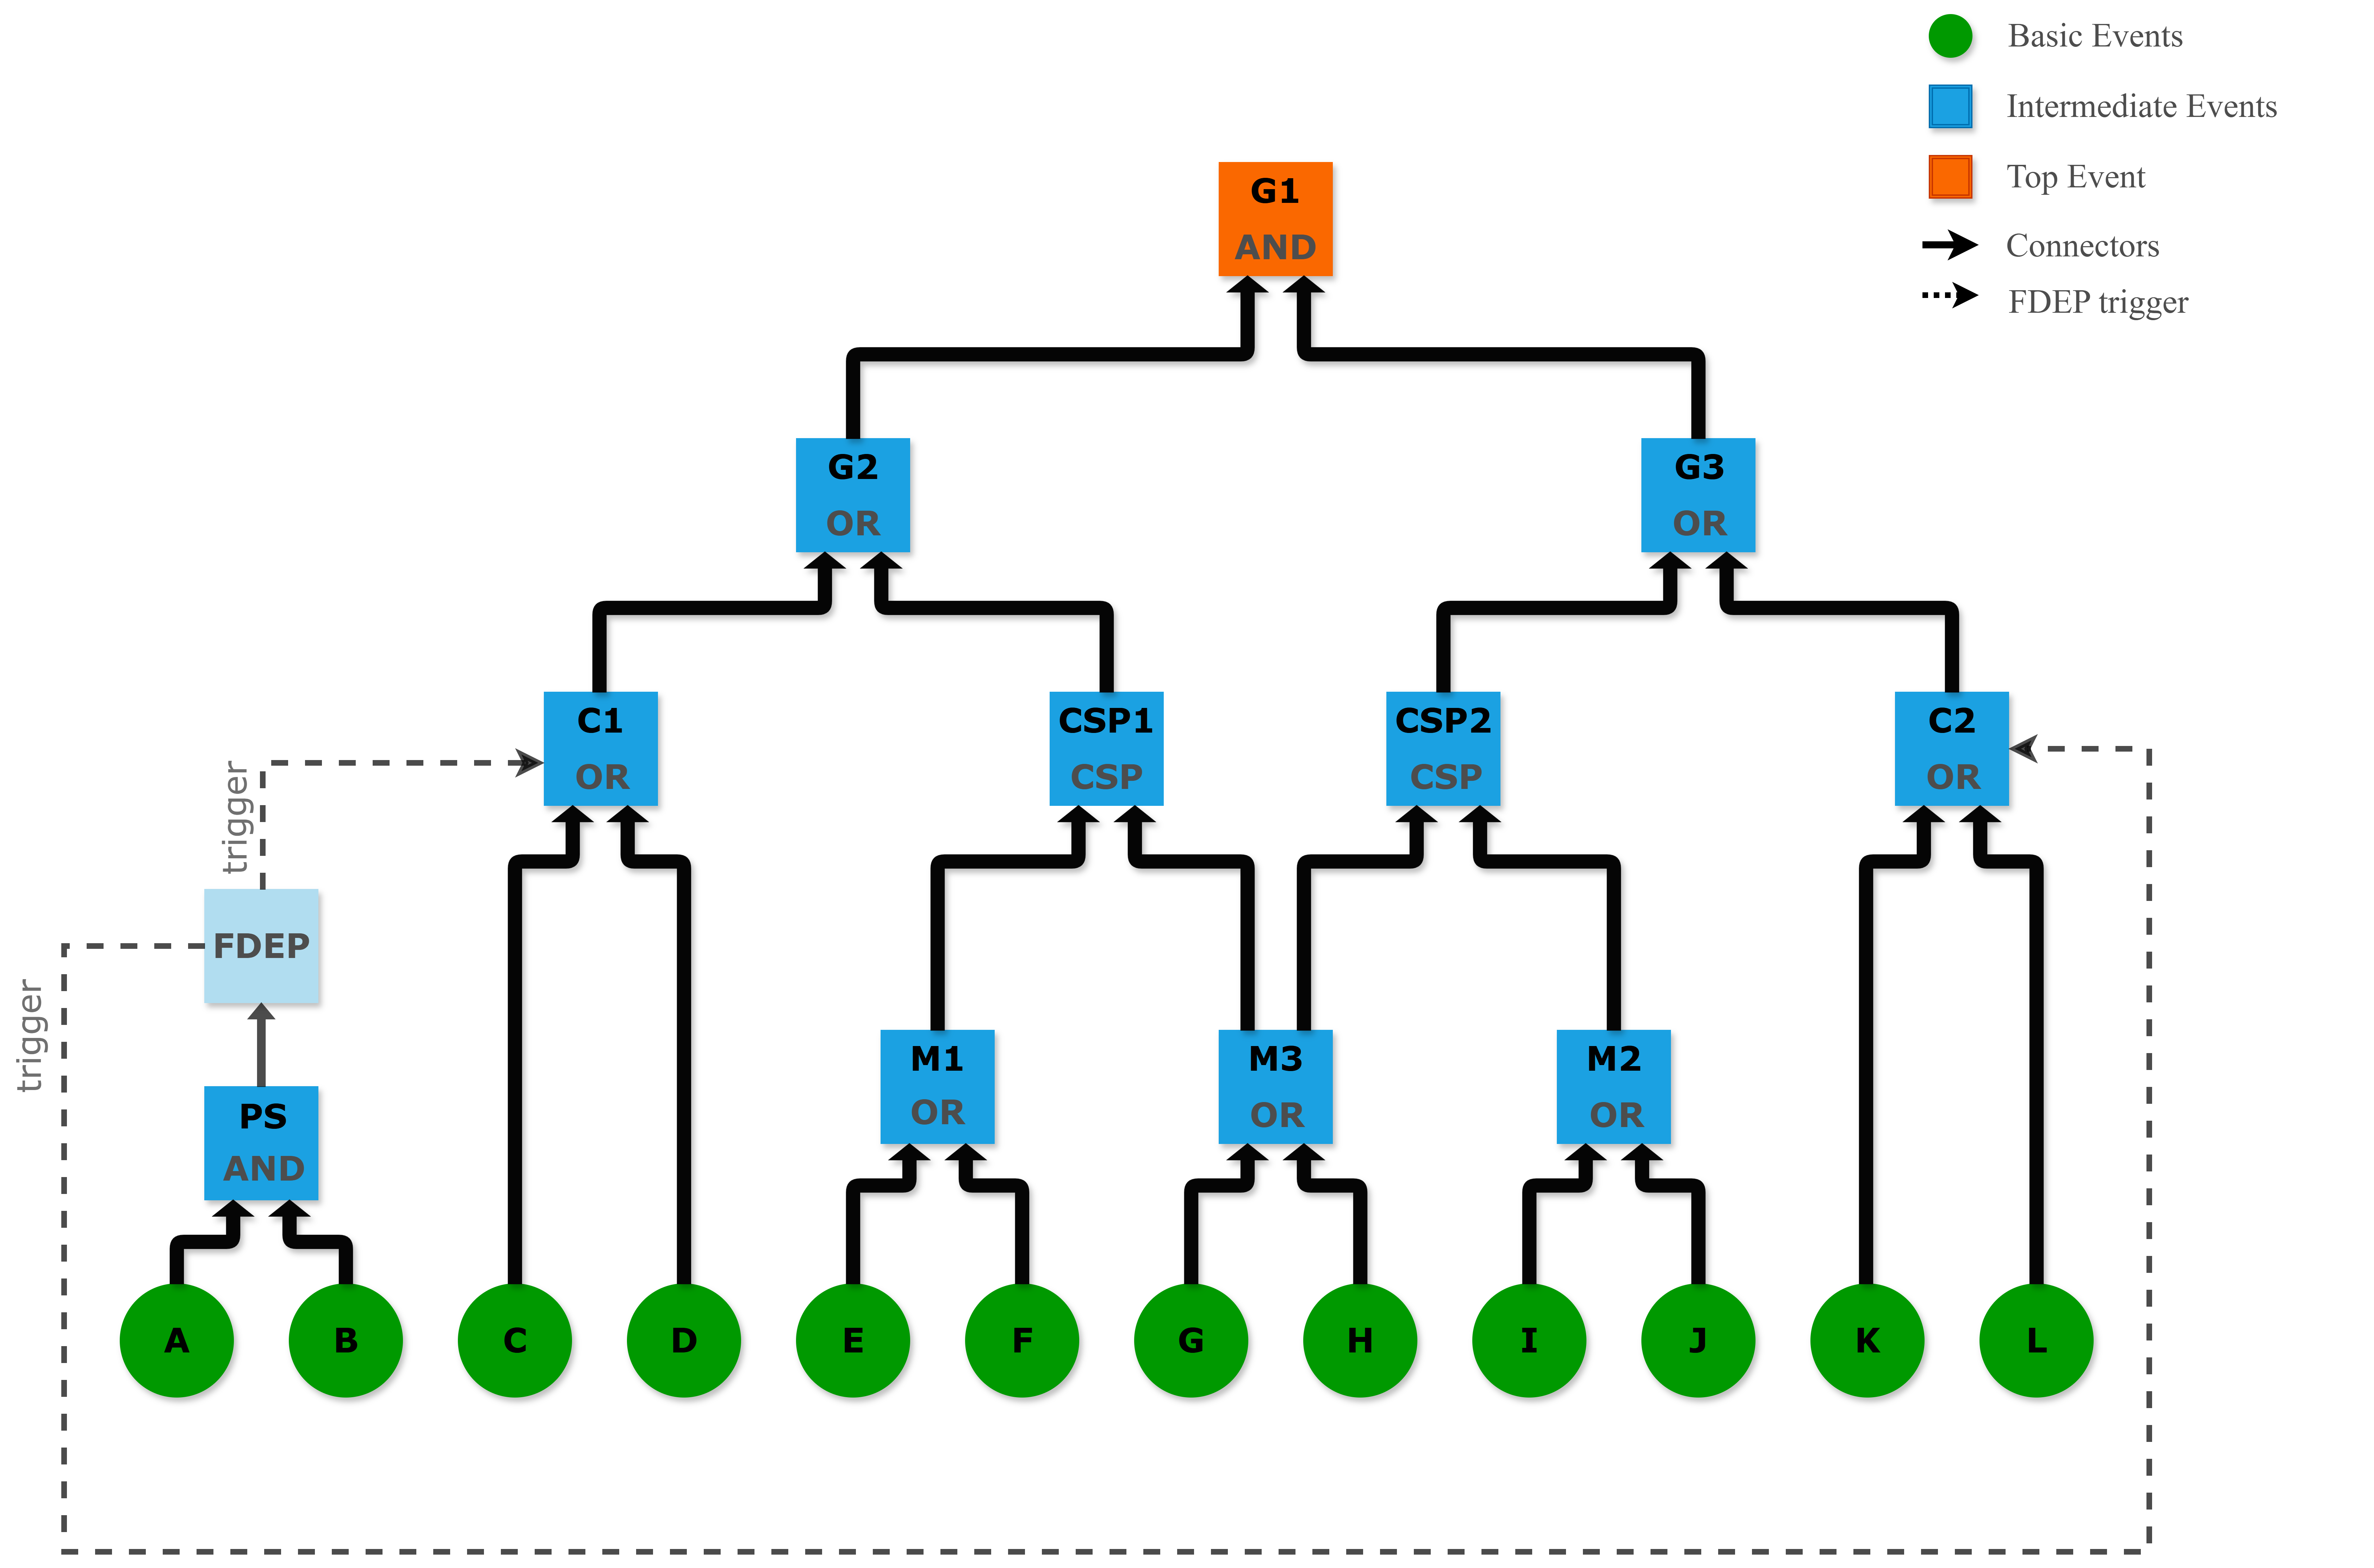 Basic Events
Intermediate Events
Top Event
Connectors
FDEP trigger
G1
AND
G2
OR
G3
OR
C1
OR
CSP1
CSP
CSP2
CSP
C2
OR
trigger
FDEP
trigger
PS
AND
M1
OR
M3
OR
M2
OR
A
B
C
D
E
F
G
H
I
J
K
L